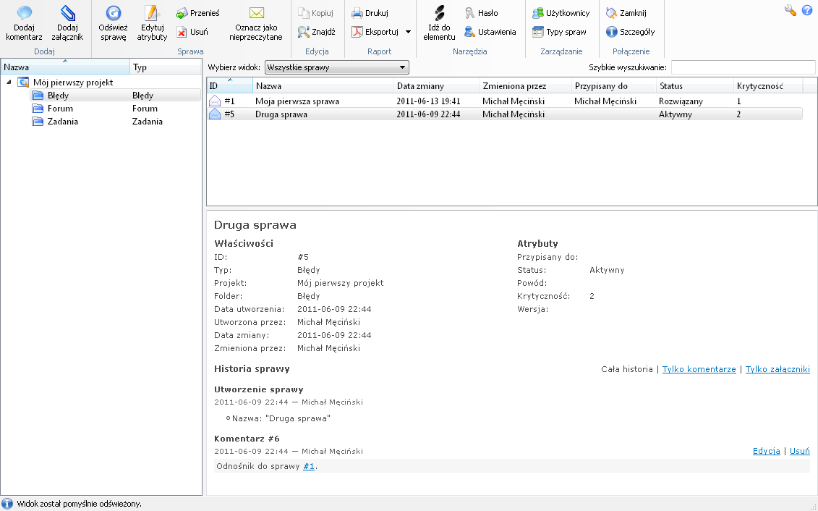 Dodaj komentarz
Dodaj załącznik
Odśwież sprawę
Edytuj atrybuty
Przenieś
Usuń
Oznacz jako nieprzeczytane
Kopiuj
Znajdź
Drukuj
Eksportuj
Idź do elementu
Hasło
Ustawienia
Użytkownicy
Typy spraw
Zamknij
Szczegóły
Dodaj
Sprawa
Edycja
Raport
Narzędzia
Zarządzanie
Połączenie
Nazwa Typ
Mój pierwszy projekt
Błędy Błędy
Forum Forum
Zadania Zadania
Wybierz widok: Wszystkie sprawy Szybkie wyszukiwanie:
ID Nazwa Data zmiany Zmieniona przez Przypisany do Status Krytyczność
#1 Moja pierwsza sprawa 2011-06-13 19:41 Michał Męciński Michał Męciński Rozwiązany 1
#5 Druga sprawa 2011-06-09 22:44 Michał Męciński Aktywny 2
Druga sprawa
Właściwości
ID: #5
Typ: Błędy
Projekt: Mój pierwszy projekt
Folder: Błędy
Data utworzenia: 2011-06-09 22:44
Utworzona przez: Michał Męciński
Data zmiany: 2011-06-09 22:44
Zmieniona przez: Michał Męciński
Atrybuty
Przypisany do:
Status: Aktywny
Powód:
Krytyczność: 2
Wersja:
Historia sprawy Cała historia | Tylko komentarze | Tylko załączniki
Utworzenie sprawy
2011-06-09 22:44 — Michał Męciński
Nazwa: "Druga sprawa"
Komentarz #6
2011-06-09 22:44 — Michał Męciński Edycja | Usuń
Odnośnik do sprawy #1.
Widok został pomyślnie odświeżony.